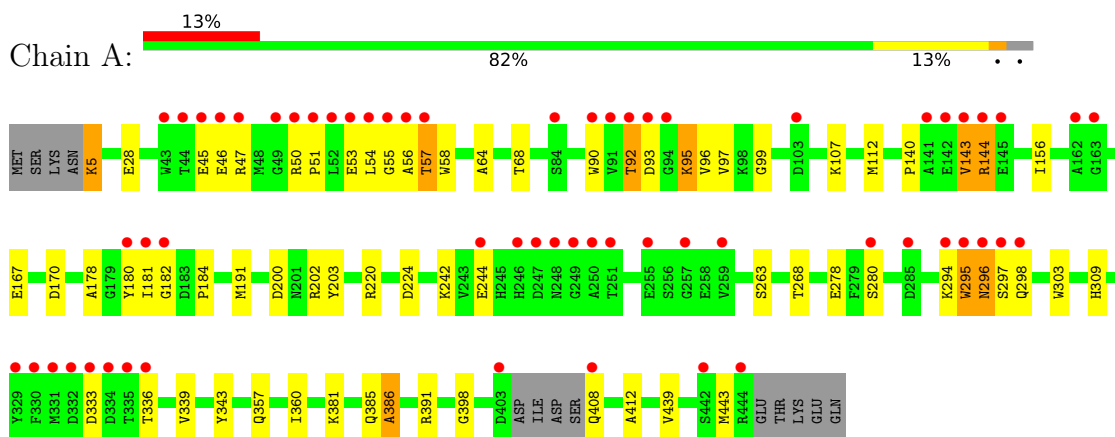 13%
Chain A:
82% 13% • •
MET SER LYS ASN K5 E28 W43 T44 E45 E46 R47 M48 G49 R50 P51 L52 E53 L54 G55 A56 T57 W58 A64 T68 S84 W90 V91 T92 D93 G94 K95 V96 V97 K98 G99 D103 K107 M112 P140 A141 E142 V143 R144 E145 I156 A162 G163
E167 D170 A178 G179 Y180 I181 G182 D183 P184 M191 D200 N201 R202 Y203 R220 D224 K242 V243 E244 H245 H246 D247 N248 G249 A250 T251 E255 S256 G257 E258 V259 S263 T268 E278 F279 S280 D285 K294 W295 N296 S297 Q298 W303 H309
Y329 F330 M331 D332 D333 D334 T335 T336 V339 Y343 Q357 I360 K381 Q385 A386 R391 G398 D403 ASP ILE ASP SER Q408 A412 V439 S442 M443 R444 GLU THR LYS GLU GLN